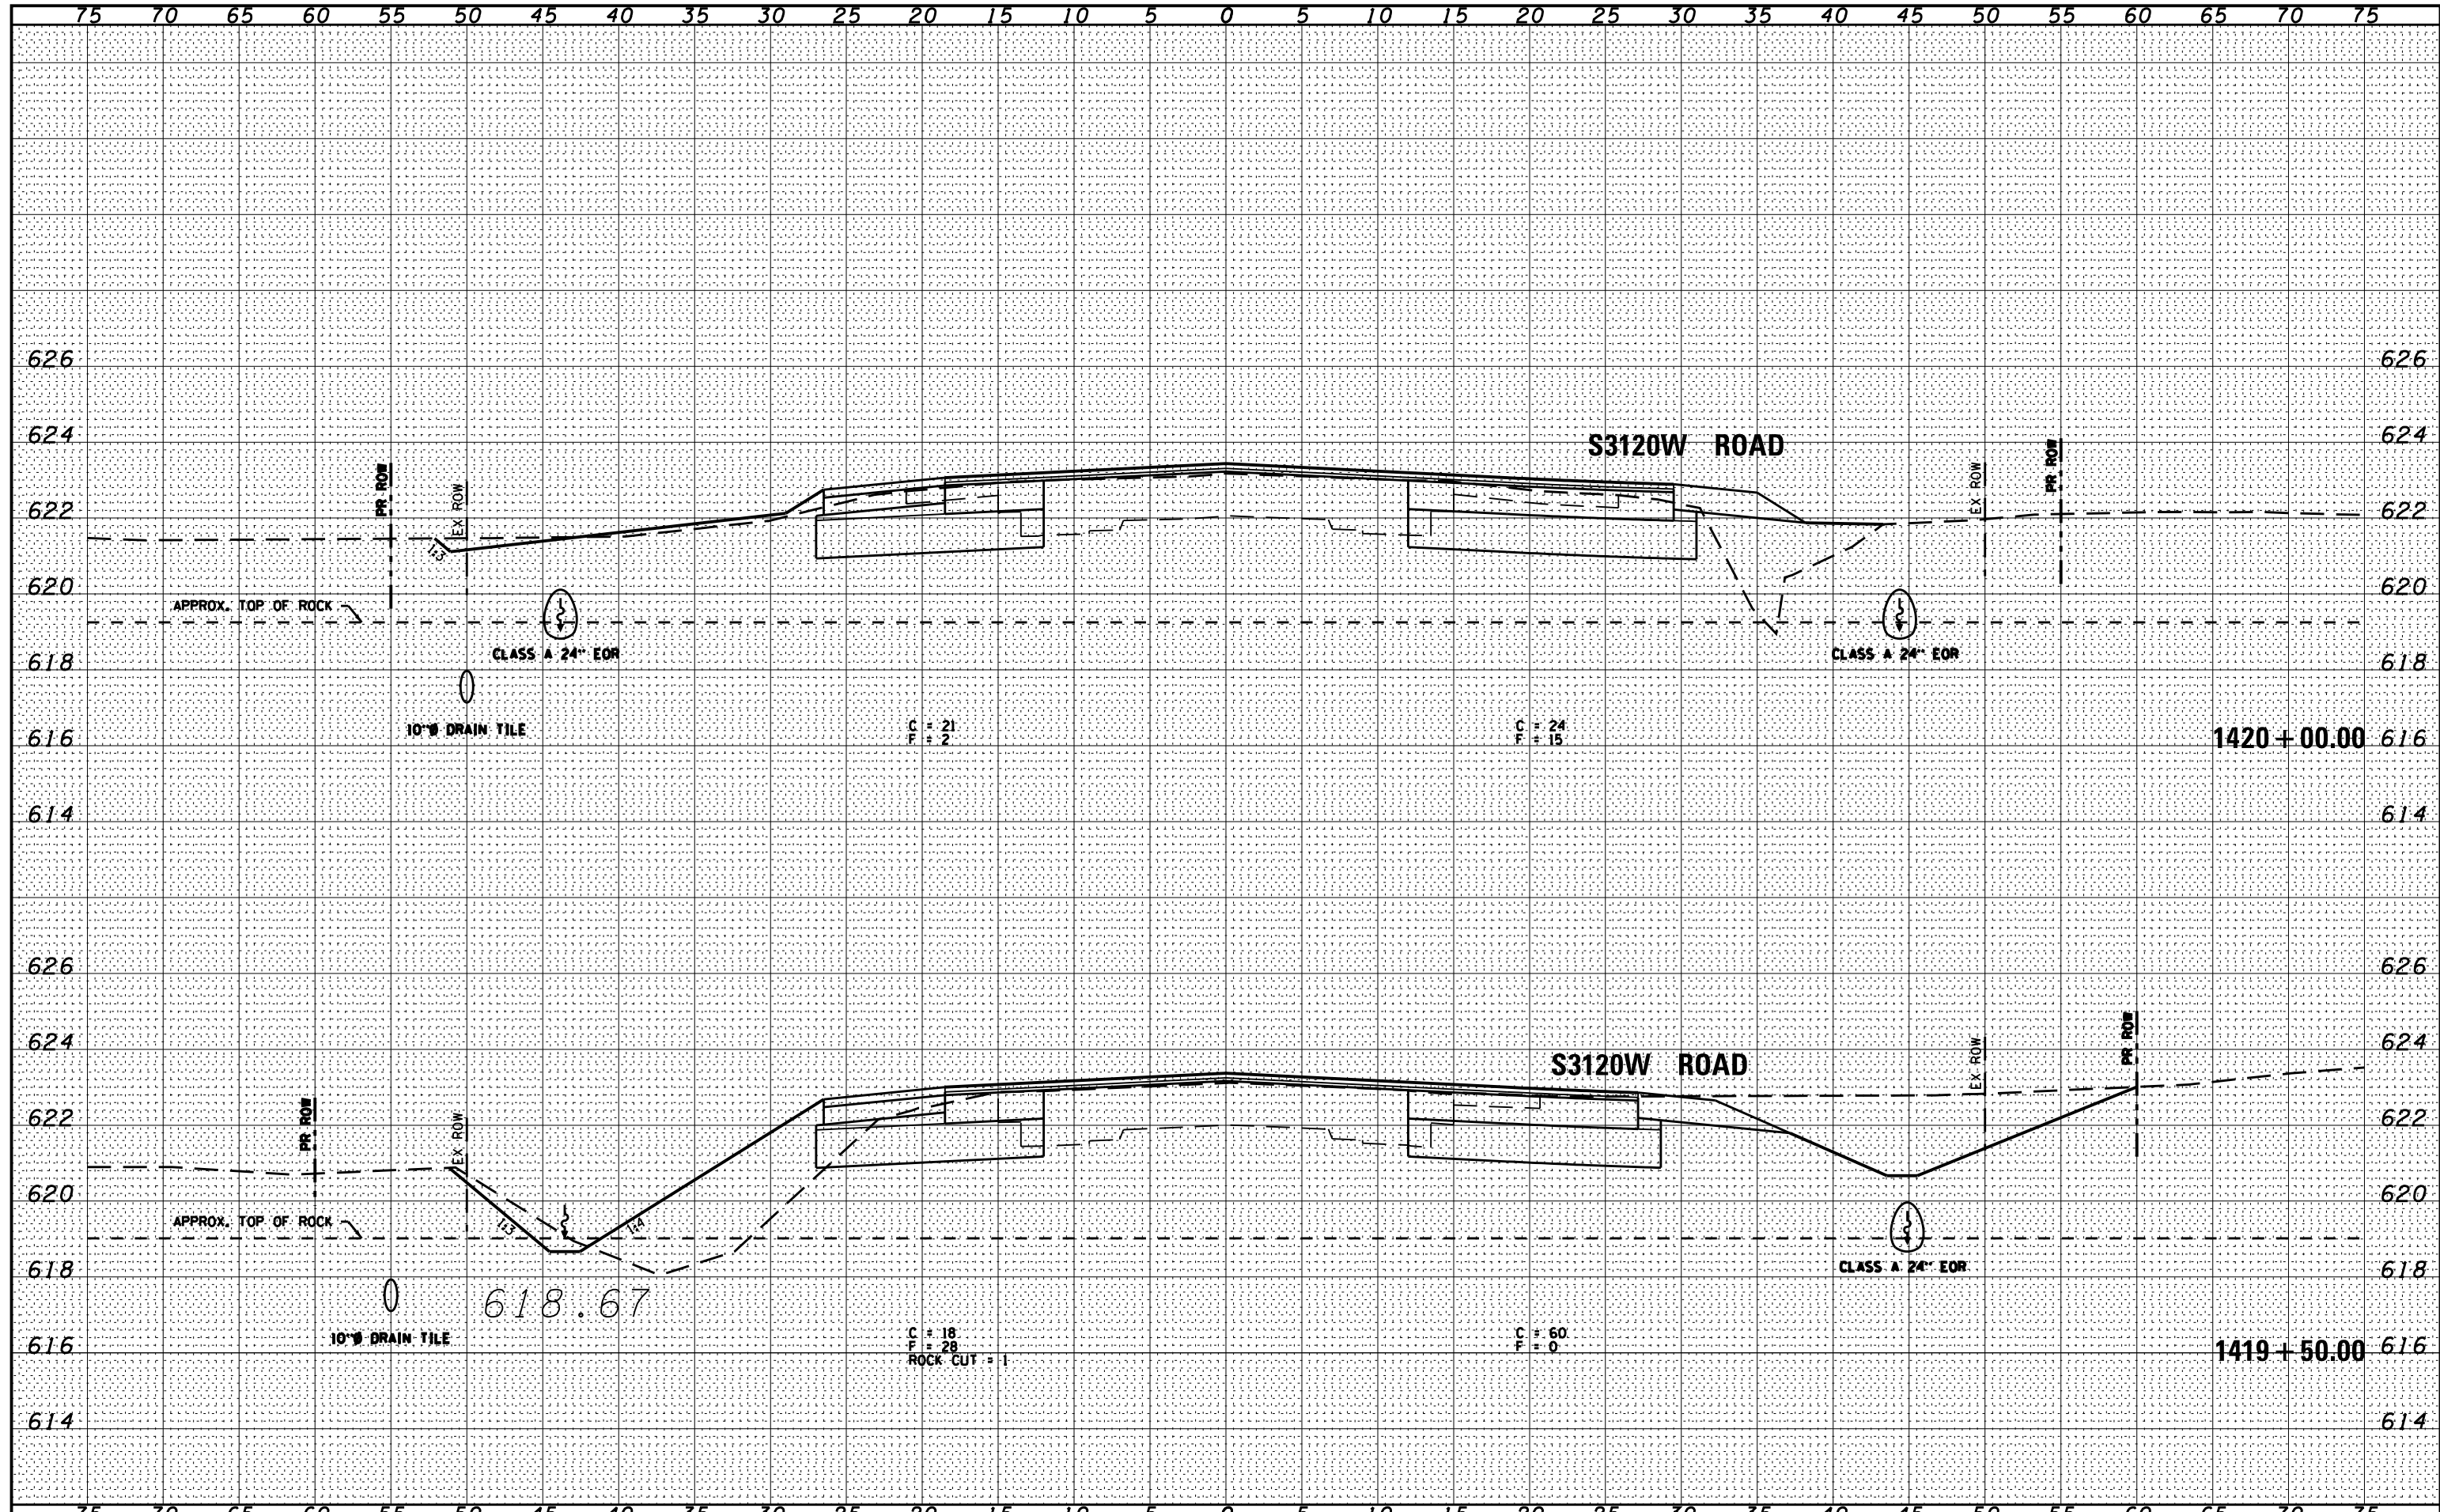 75 70 65 60 55 50 45 40 35 30 25 20 15 10 5 0 5 10 15 20 25 30 35 40 45 50 55 60 65 70 75
626 626
S3120W ROAD
624 624
PR ROW EX ROW EX ROW PR ROW
622 622
1:3
620 620
APPROX. TOP OF ROCK
CLASS A 24" EOR CLASS A 24" EOR
618 618
10"Ø DRAIN TILE
C = 21 C = 24
F = 2 F = 15
616 1420+00.00 616
614 614
626 626
624 624
S3120W ROAD
PR ROW EX ROW EX ROW PR ROW
622 622
620 620
APPROX. TOP OF ROCK 1:3 1:4
CLASS A 24" EOR
618 618
618.67
10"Ø DRAIN TILE
C = 18 C = 60
F = 28 F = 0
ROCK CUT = 1
616 1419+50.00 616
614 614
75 70 65 60 55 50 45 40 35 30 25 20 15 10 5 0 5 10 15 20 25 30 35 40 45 50 55 60 65 70 75